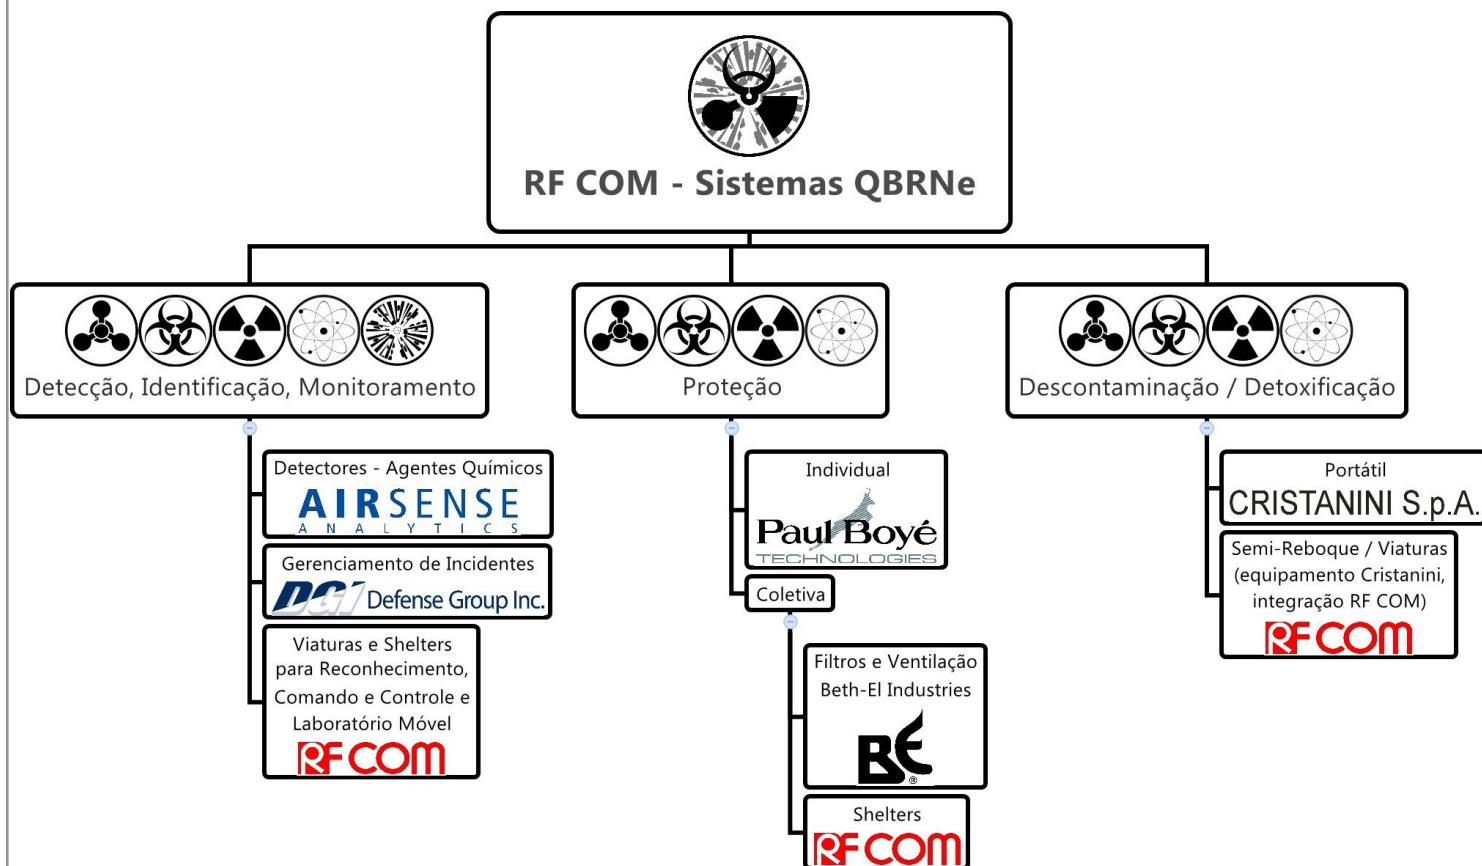 RF COM - Sistemas QBRNe
Detecção, Identificação, Monitoramento
Detectores - Agentes Químicos
AIRSENSE
ANALYTICS
Gerenciamento de Incidentes
DGI Defense Group Inc.
Viaturas e Shelters
para Reconhecimento,
Comando e Controle e
Laboratório Móvel
RF COM
Proteção
Individual
Paul Boyé
TECHNOLOGIES
Coletiva
Filtros e Ventilação
Beth-El Industries
BE
®
Shelters
RF COM
Descontaminação / Detoxificação
Portátil
CRISTANINI S.p.A.
Semi-Reboque / Viaturas
(equipamento Cristanini,
integração RF COM)
RF COM